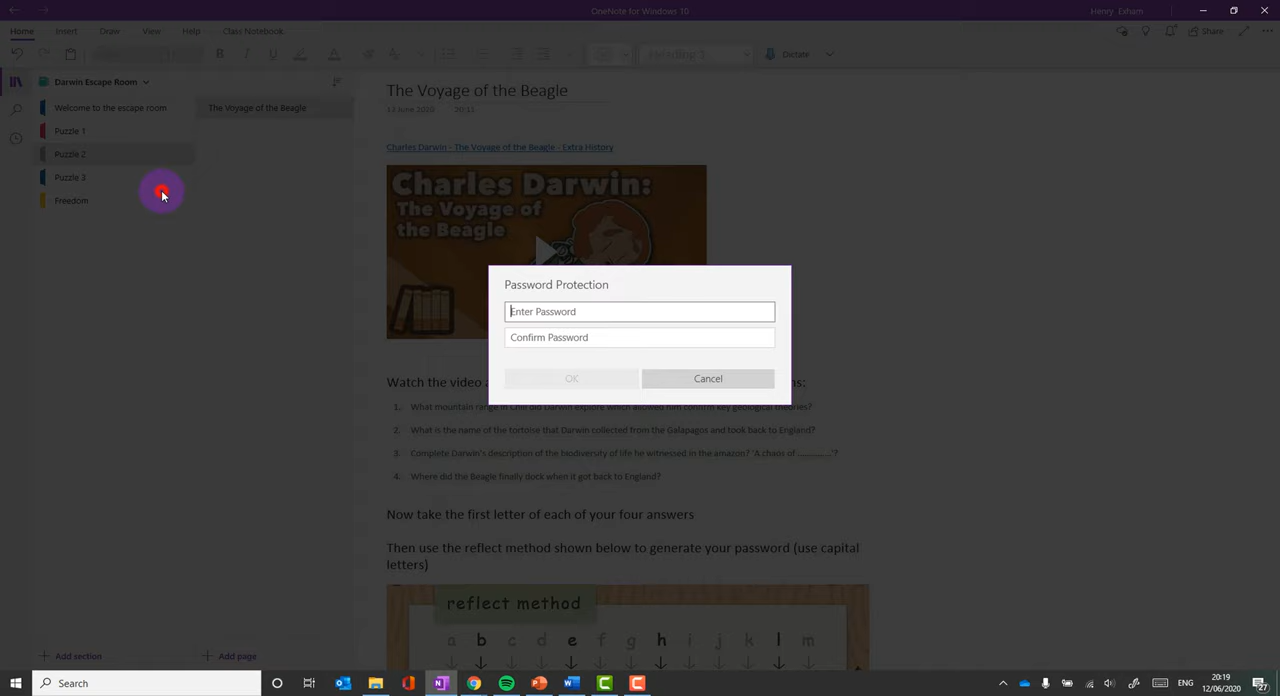 OneNote for Windows 10
Henry Esham
Home Insert Draw View Help Class Notebook
Share
Heading 1
Dictate
Darwin Escape Room
Welcome to the escape room
Puzzle 1
Puzzle 2
Puzzle 3
Freedom
The Voyage of the Beagle
The Voyage of the Beagle
12 June 2020 20:11
Charles Darwin - The Voyage of the Beagle - Extra History
Charles Darwin:
The Voyage of
the Beagle
Password Protection
Enter Password
Confirm Password
OK Cancel
Watch the video a
ns:
1. What mountain range in Chili did Darwin explore which allowed him confirm key geological theories?
2. What is the name of the tortoise that Darwin collected from the Galapagos and took back to England?
3. Complete Darwin's description of the biodiversity of life he witnessed in the amazon? 'A chaos of ..............'?
4. Where did the Beagle finally dock when it got back to England?
Now take the first letter of each of your four answers
Then use the reflect method shown below to generate your password (use capital
letters)
reflect method
a b c d e f g h i j k l m
Add section
Add page
Search
ENG
20:19
12/06/2020
27